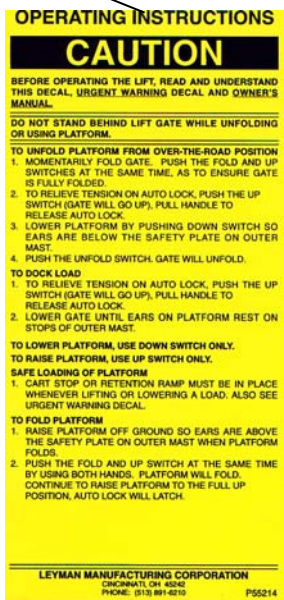 OPERATING INSTRUCTIONS
CAUTION
BEFORE OPERATING THE LIFT, READ AND UNDERSTAND
THIS DECAL, URGENT WARNING DECAL AND OWNER'S
MANUAL.
DO NOT STAND BEHIND LIFT GATE WHILE UNFOLDING
OR USING PLATFORM.
TO UNFOLD PLATFORM FROM OVER-THE-ROAD POSITION
1. MOMENTARILY FOLD GATE. PUSH THE FOLD AND UP
SWITCHES AT THE SAME TIME, AS TO ENSURE GATE
IS FULLY FOLDED.
2. TO RELIEVE TENSION ON AUTO LOCK, PUSH THE UP
SWITCH (GATE WILL GO UP), PULL HANDLE TO
RELEASE AUTO LOCK.
3. LOWER PLATFORM BY PUSHING DOWN SWITCH SO
EARS ARE BELOW THE SAFETY PLATE ON OUTER
MAST.
4. PUSH THE UNFOLD SWITCH. GATE WILL UNFOLD.
TO DOCK LOAD
1. TO RELIEVE TENSION ON AUTO LOCK, PUSH THE UP
SWITCH (GATE WILL GO UP), PULL HANDLE TO
RELEASE AUTO LOCK.
2. LOWER GATE UNTIL EARS ON PLATFORM REST ON
STOPS OF OUTER MAST.
TO LOWER PLATFORM, USE DOWN SWITCH ONLY.
TO RAISE PLATFORM, USE UP SWITCH ONLY.
SAFE LOADING OF PLATFORM
1. CART STOP OR RETENTION RAMP MUST BE IN PLACE
WHENEVER LIFTING OR LOWERING A LOAD. ALSO SEE
URGENT WARNING DECAL.
TO FOLD PLATFORM
1. RAISE PLATFORM OFF GROUND SO EARS ARE ABOVE
THE SAFETY PLATE ON OUTER MAST WHEN PLATFORM
FOLDS.
2. PUSH THE FOLD AND UP SWITCH AT THE SAME TIME
BY USING BOTH HANDS. PLATFORM WILL FOLD.
CONTINUE TO RAISE PLATFORM TO THE FULL UP
POSITION, AUTO LOCK WILL LATCH.
LEYMAN MANUFACTURING CORPORATION
CINCINNATI, OH 45242
PHONE: (513) 891-6210 P55214